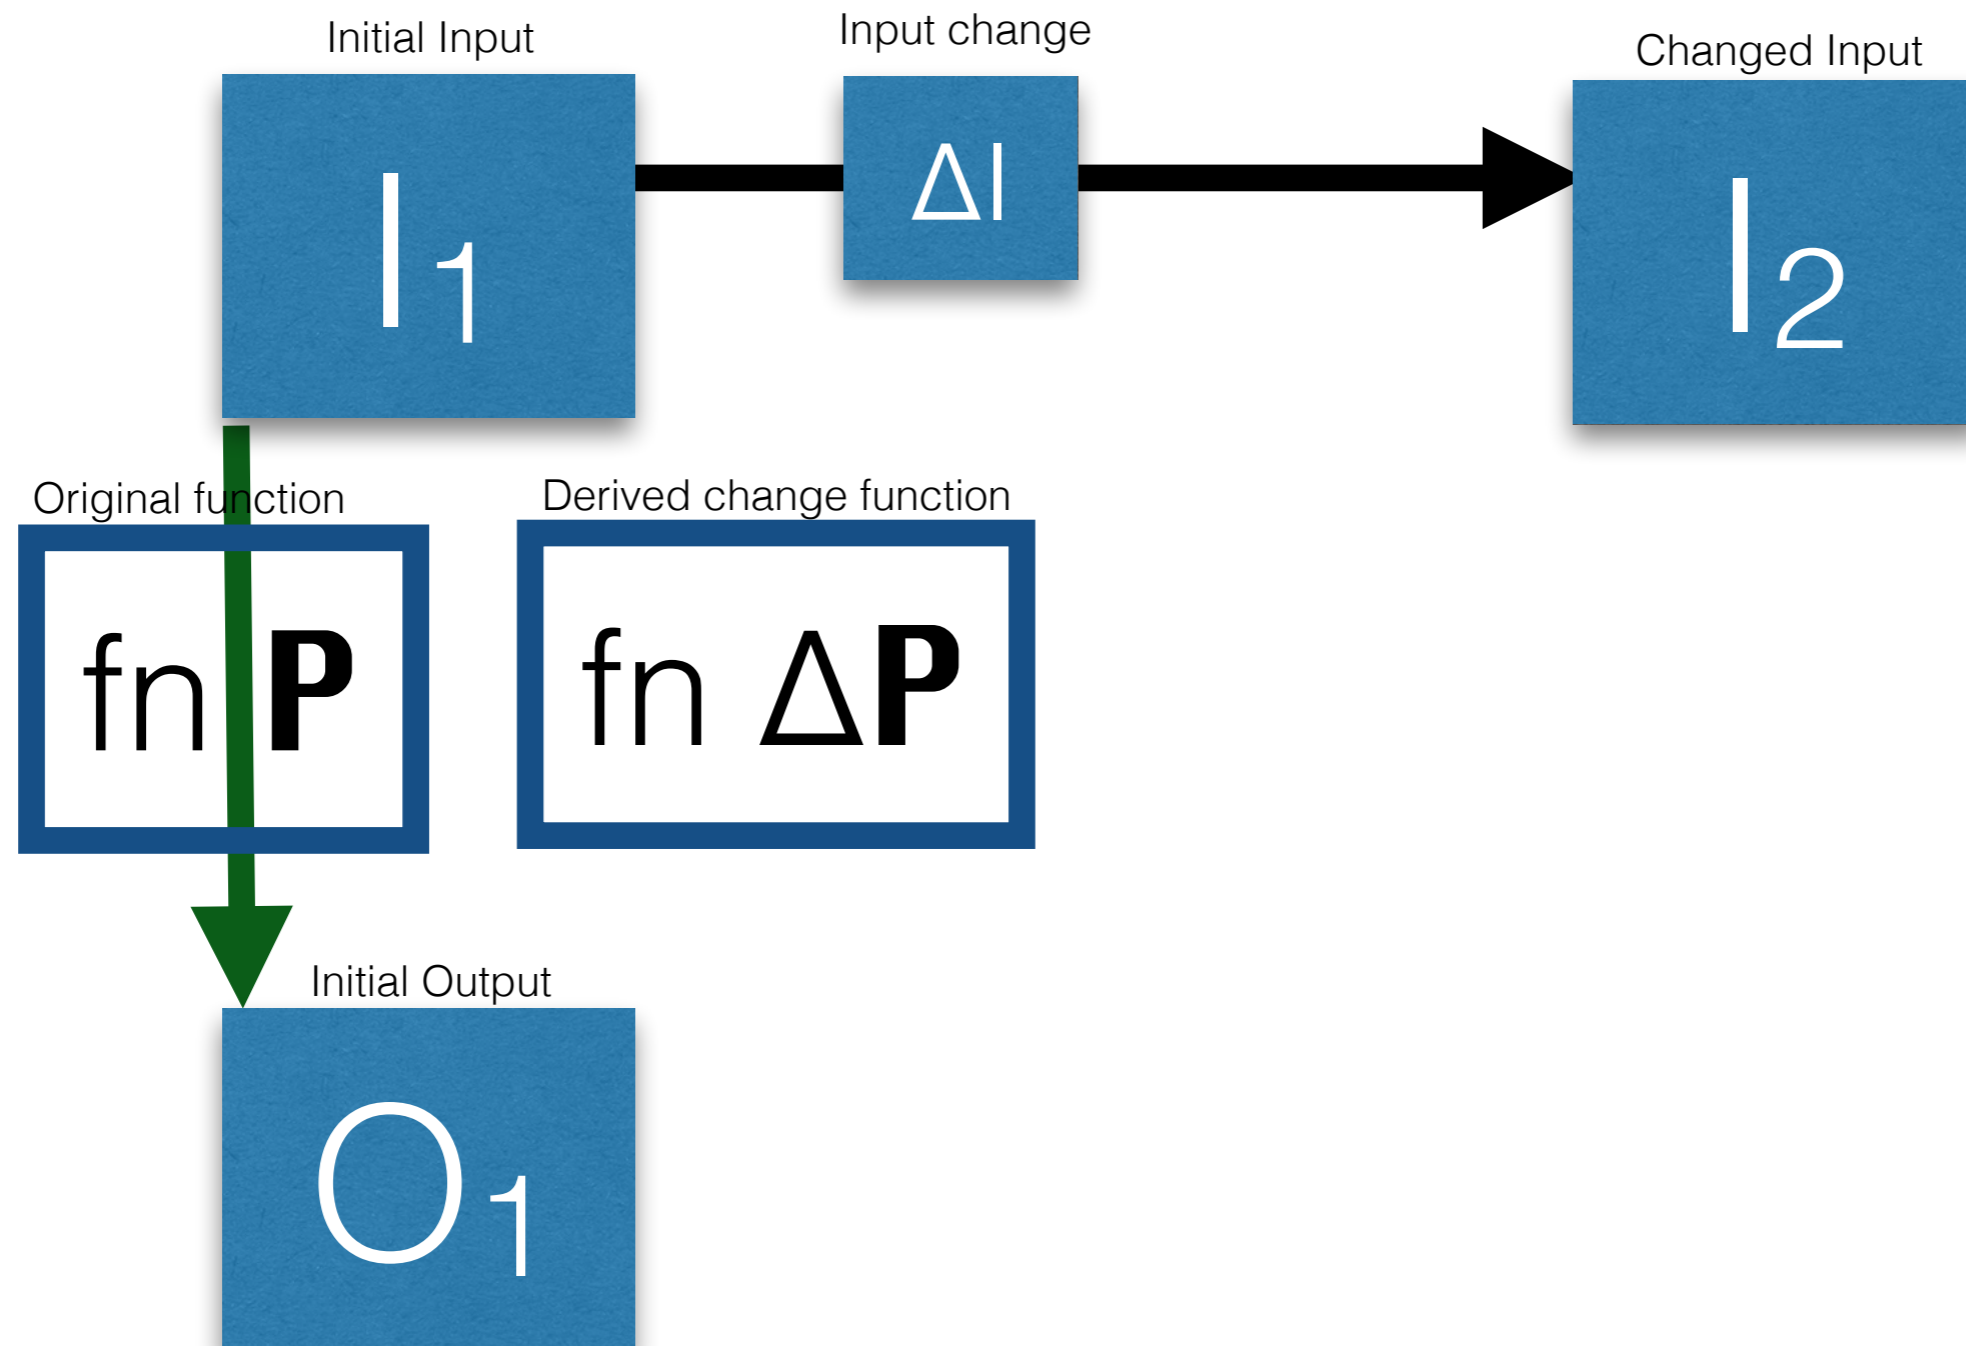 Initial Input
Input change
Changed Input
I1
ΔI
I2
Original function
Derived change function
fn P
fn ΔP
Initial Output
O1